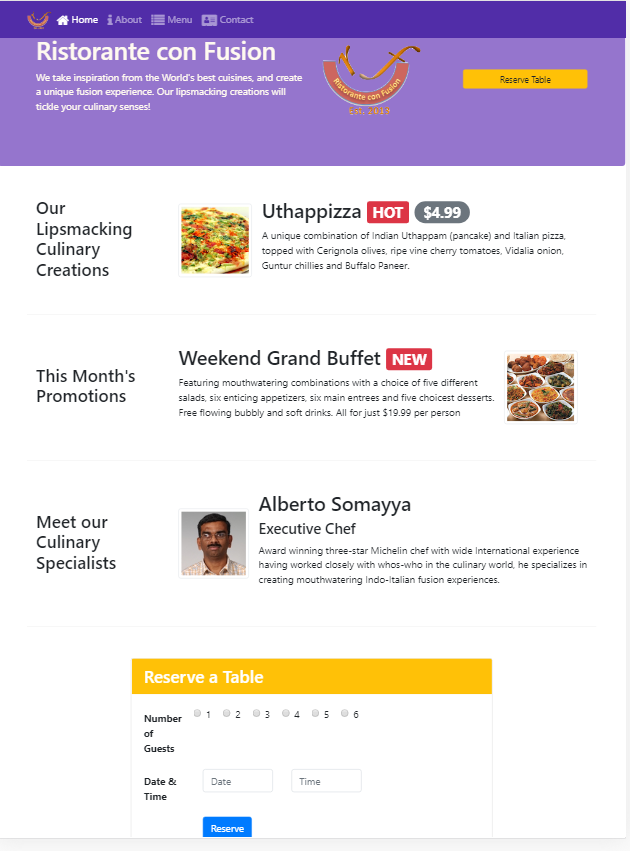 Home About Menu Contact
Ristorante con Fusion
We take inspiration from the World's best cuisines, and create
a unique fusion experience. Our lipsmacking creations will
tickle your culinary senses!
Ristorante con Fusion
Reserve Table
Our
Lipsmacking
Culinary
Creations
Uthappizza HOT $4.99
A unique combination of Indian Uthappam (pancake) and Italian pizza,
topped with Cerignola olives, ripe vine cherry tomatoes, Vidalia onion,
Guntur chillies and Buffalo Paneer.
This Month's
Promotions
Weekend Grand Buffet NEW
Featuring mouthwatering combinations with a choice of five different
salads, six enticing appetizers, six main entrees and five choicest desserts.
Free flowing bubbly and soft drinks. All for just $19.99 per person
Meet our
Culinary
Specialists
Alberto Somayya
Executive Chef
Award winning three-star Michelin chef with wide International experience
having worked closely with whos-who in the culinary world, he specializes in
creating mouthwatering Indo-Italian fusion experiences.
Reserve a Table
Number
of
Guests
1 2 3 4 5 6
Date &
Time
Date Time
Reserve